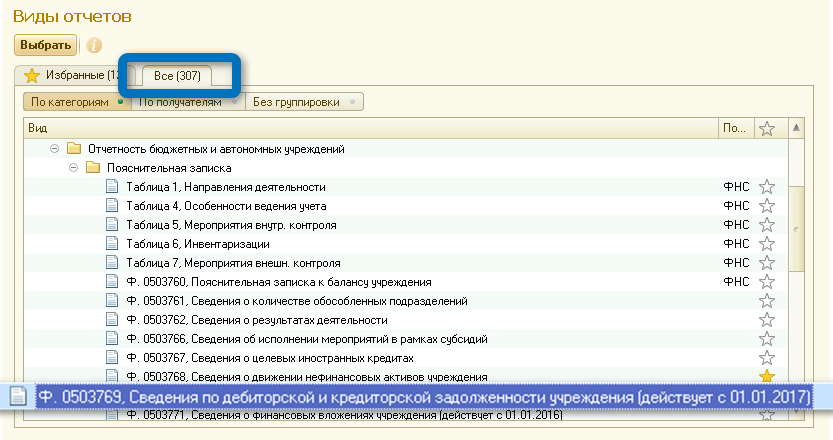 Виды отчетов
Выбрать
Избранные (12 Все (307)
По категориям По получателям Без группировки
Вид По...
Отчетность бюджетных и автономных учреждений
Пояснительная записка
Таблица 1, Направления деятельности ФНС
Таблица 4, Особенности ведения учета ФНС
Таблица 5, Мероприятия внутр. контроля ФНС
Таблица 6, Инвентаризации ФНС
Таблица 7, Мероприятия внешн. контроля ФНС
Ф. 0503760, Пояснительная записка к балансу учреждения ФНС
Ф. 0503761, Сведения о количестве обособленных подразделений
Ф. 0503762, Сведения о результатах деятельности
Ф. 0503766, Сведения об исполнении мероприятий в рамках субсидий
Ф. 0503767, Сведения о целевых иностранных кредитах
Ф. 0503768, Сведения о движении нефинансовых активов учреждения
Ф. 0503769, Сведения по дебиторской и кредиторской задолженности учреждения (действует с 01.01.2017)
Ф. 0503771, Сведения о финансовых вложениях учреждения (действует с 01.01.2016)